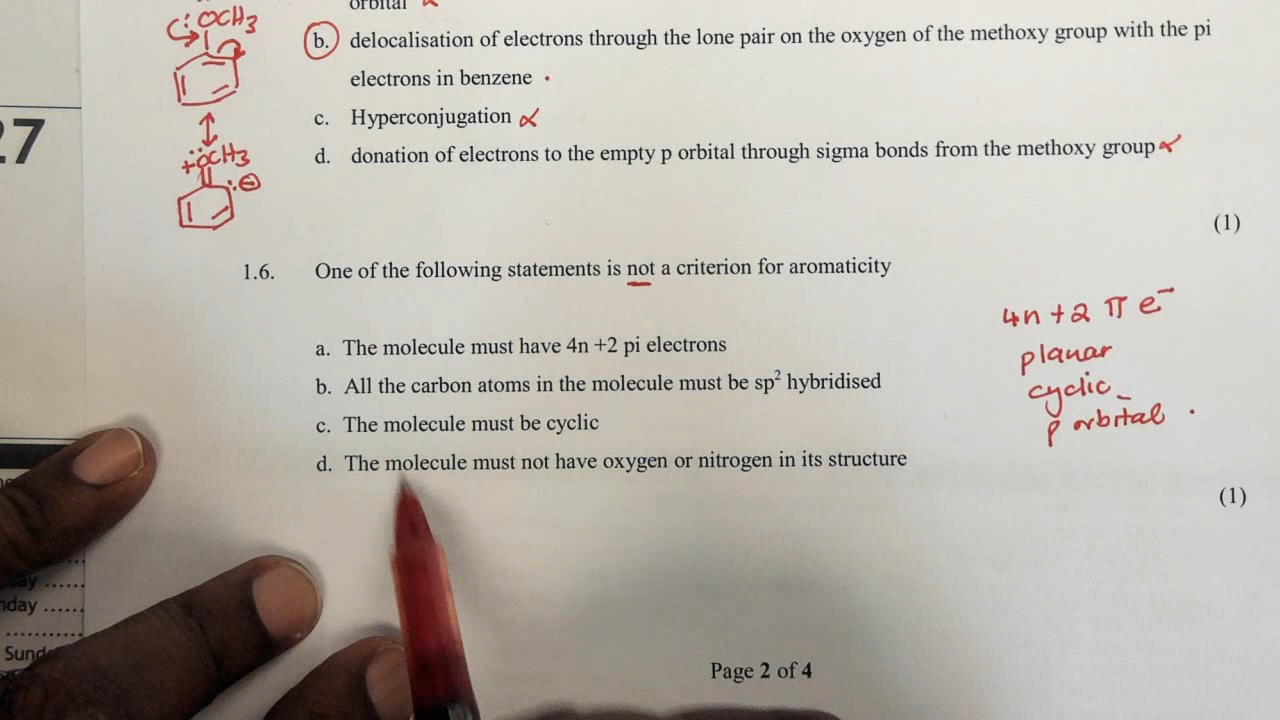 orbital
:OCH3
b. delocalisation of electrons through the lone pair on the oxygen of the methoxy group with the pi
electrons in benzene
c. Hyperconjugation
27
+OCH3
d. donation of electrons to the empty p orbital through sigma bonds from the methoxy group
(1)
1.6. One of the following statements is not a criterion for aromaticity
4n + 2 π e⁻
planar
cyclic
p orbital
a. The molecule must have 4n +2 pi electrons
b. All the carbon atoms in the molecule must be sp² hybridised
c. The molecule must be cyclic
d. The molecule must not have oxygen or nitrogen in its structure
(1)
Page 2 of 4